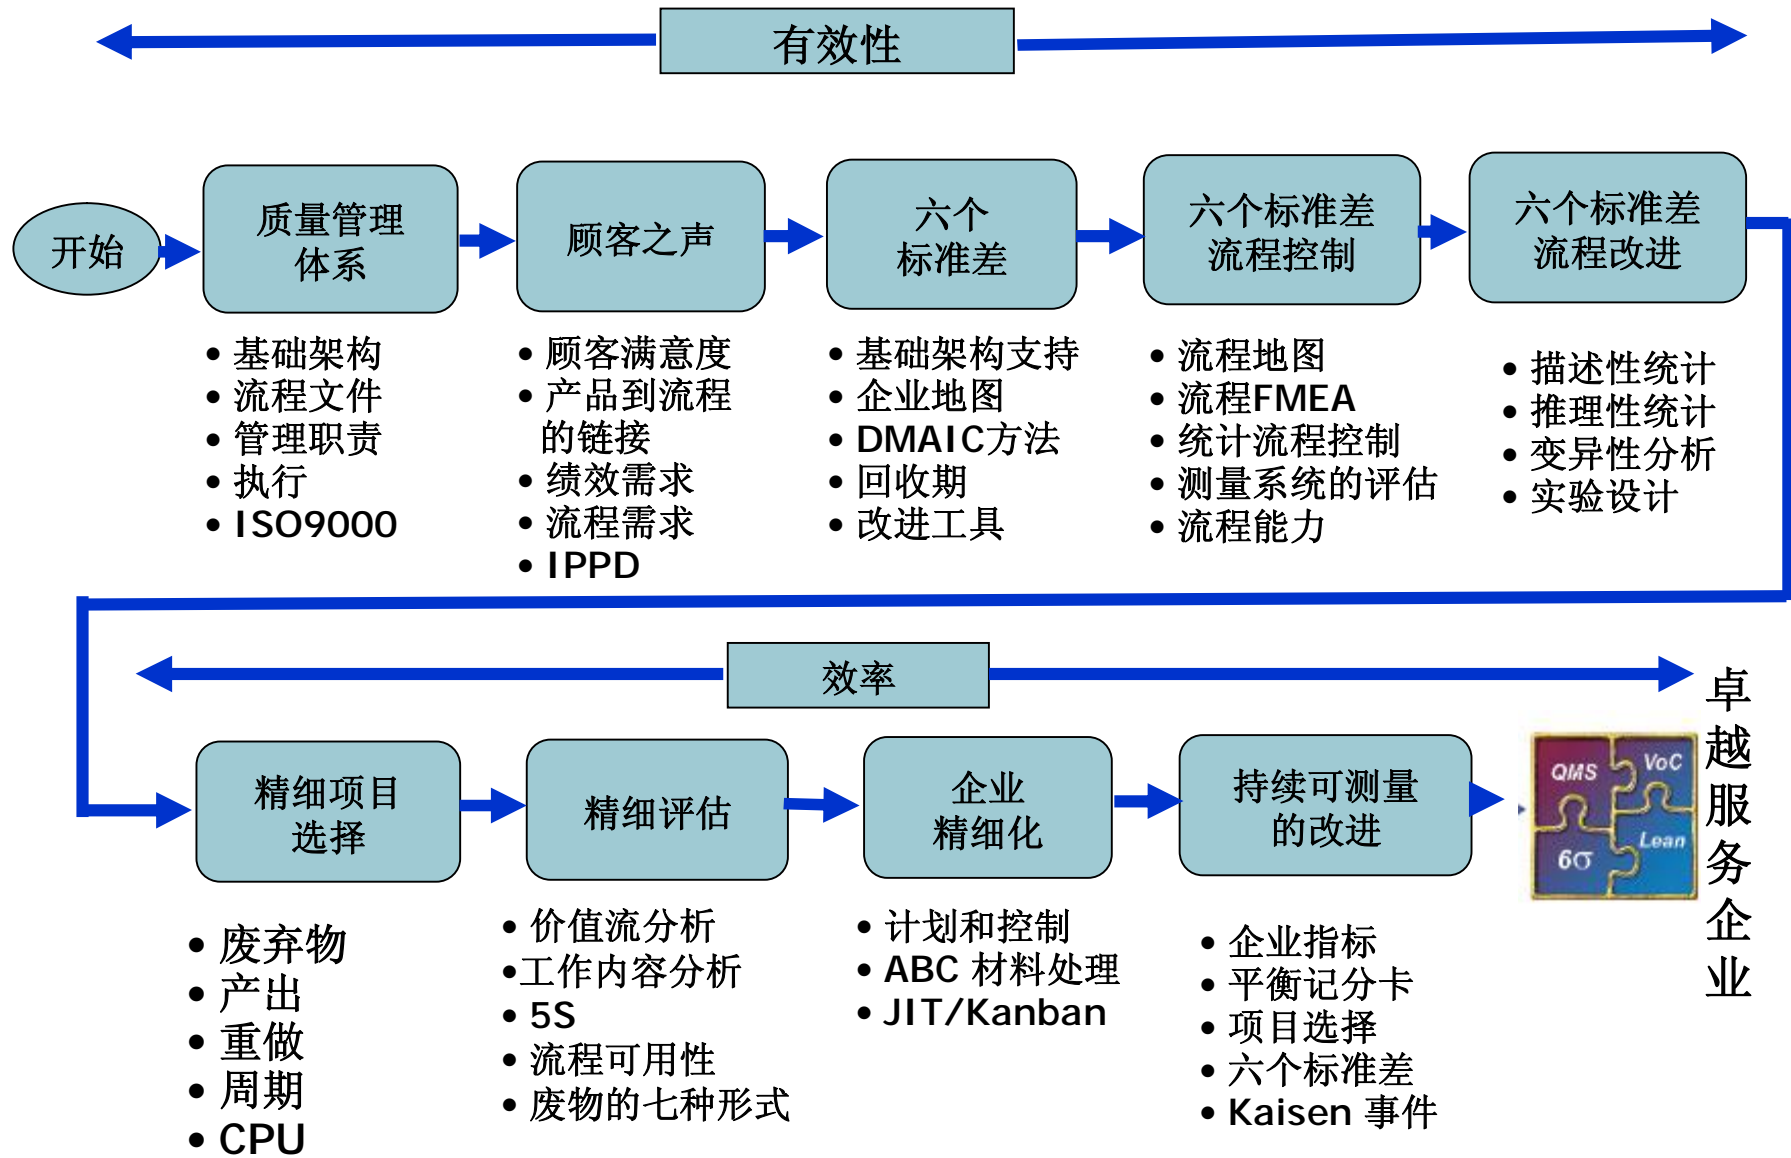 有效性
开始
质量管理
体系
顾客之声
六个
标准差
六个标准差
流程控制
六个标准差
流程改进
• 基础架构
• 流程文件
• 管理职责
• 执行
• ISO9000
• 顾客满意度
• 产品到流程
的链接
• 绩效需求
• 流程需求
• IPPD
• 基础架构支持
• 企业地图
• DMAIC方法
• 回收期
• 改进工具
• 流程地图
• 流程FMEA
• 统计流程控制
• 测量系统的评估
• 流程能力
• 描述性统计
• 推理性统计
• 变异性分析
• 实验设计
效率
精细项目
选择
精细评估
企业
精细化
持续可测量
的改进
QMS
VoC
6σ
Lean
卓越服务企业
• 废弃物
• 产出
• 重做
• 周期
• CPU
• 价值流分析
•工作内容分析
• 5S
• 流程可用性
• 废物的七种形式
• 计划和控制
• ABC 材料处理
• JIT/Kanban
• 企业指标
• 平衡记分卡
• 项目选择
• 六个标准差
• Kaisen 事件